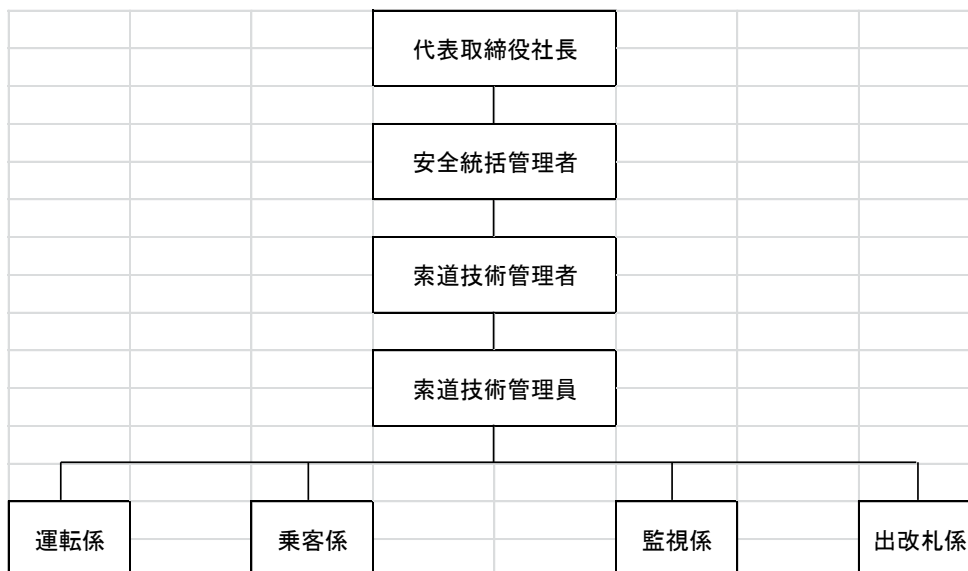 代表取締役社長
安全統括管理者
索道技術管理者
索道技術管理員
運転係
乗客係
監視係
出改札係